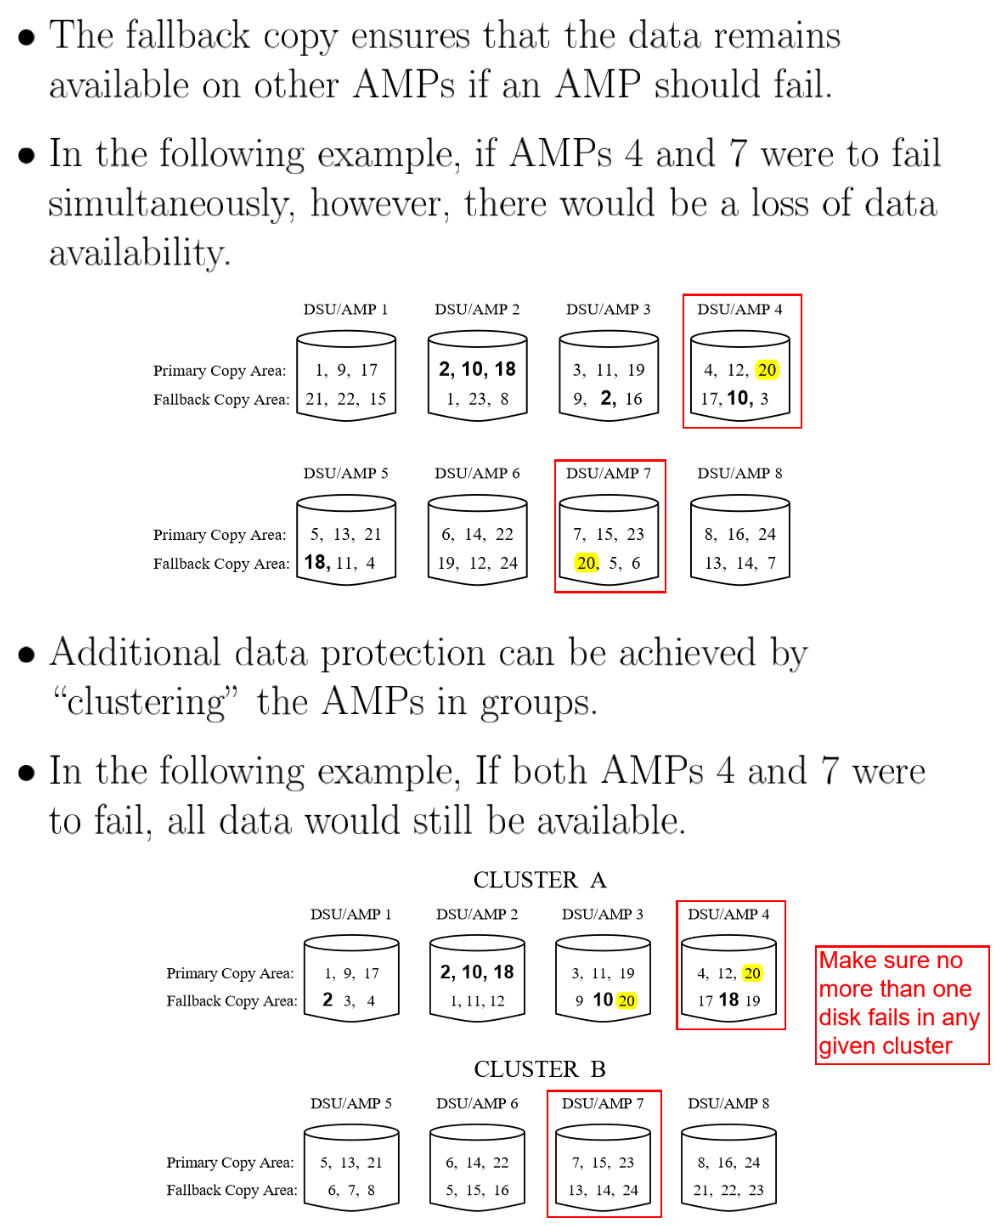 • The fallback copy ensures that the data remains
available on other AMPs if an AMP should fail.
• In the following example, if AMPs 4 and 7 were to fail
simultaneously, however, there would be a loss of data
availability.
DSU/AMP 1 DSU/AMP 2 DSU/AMP 3 DSU/AMP 4
Primary Copy Area: 1, 9, 17 2, 10, 18 3, 11, 19 4, 12, 20
Fallback Copy Area: 21, 22, 15 1, 23, 8 9, 2, 16 17, 10, 3
DSU/AMP 5 DSU/AMP 6 DSU/AMP 7 DSU/AMP 8
Primary Copy Area: 5, 13, 21 6, 14, 22 7, 15, 23 8, 16, 24
Fallback Copy Area: 18, 11, 4 19, 12, 24 20, 5, 6 13, 14, 7
• Additional data protection can be achieved by
“clustering” the AMPs in groups.
• In the following example, If both AMPs 4 and 7 were
to fail, all data would still be available.
CLUSTER A
DSU/AMP 1 DSU/AMP 2 DSU/AMP 3 DSU/AMP 4
Primary Copy Area: 1, 9, 17 2, 10, 18 3, 11, 19 4, 12, 20
Fallback Copy Area: 2 3, 4 1, 11, 12 9 10 20 17 18 19
Make sure no
more than one
disk fails in any
given cluster
CLUSTER B
DSU/AMP 5 DSU/AMP 6 DSU/AMP 7 DSU/AMP 8
Primary Copy Area: 5, 13, 21 6, 14, 22 7, 15, 23 8, 16, 24
Fallback Copy Area: 6, 7, 8 5, 15, 16 13, 14, 24 21, 22, 23